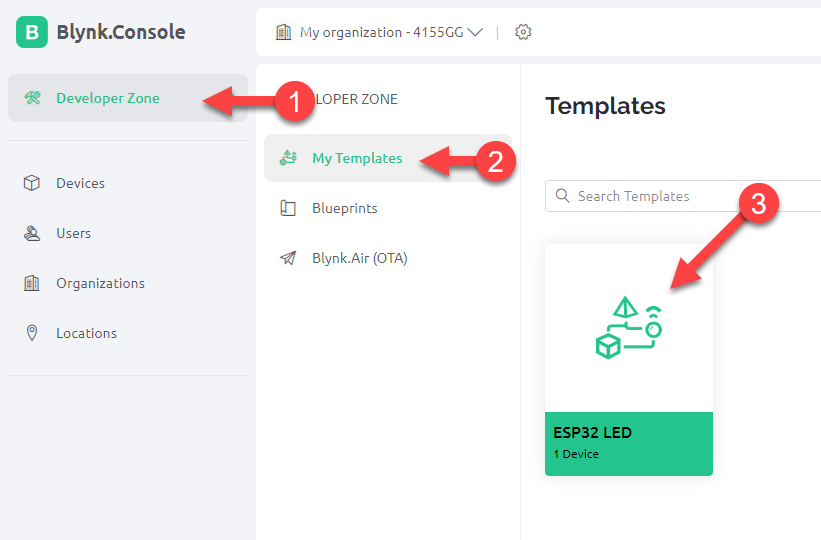 B Blynk.Console
My organization - 4155GG
Developer Zone
1
Devices
Users
Organizations
Locations
LOPER ZONE
My Templates
2
Blueprints
Blynk.Air (OTA)
Templates
Search Templates
3
ESP32 LED
1 Device